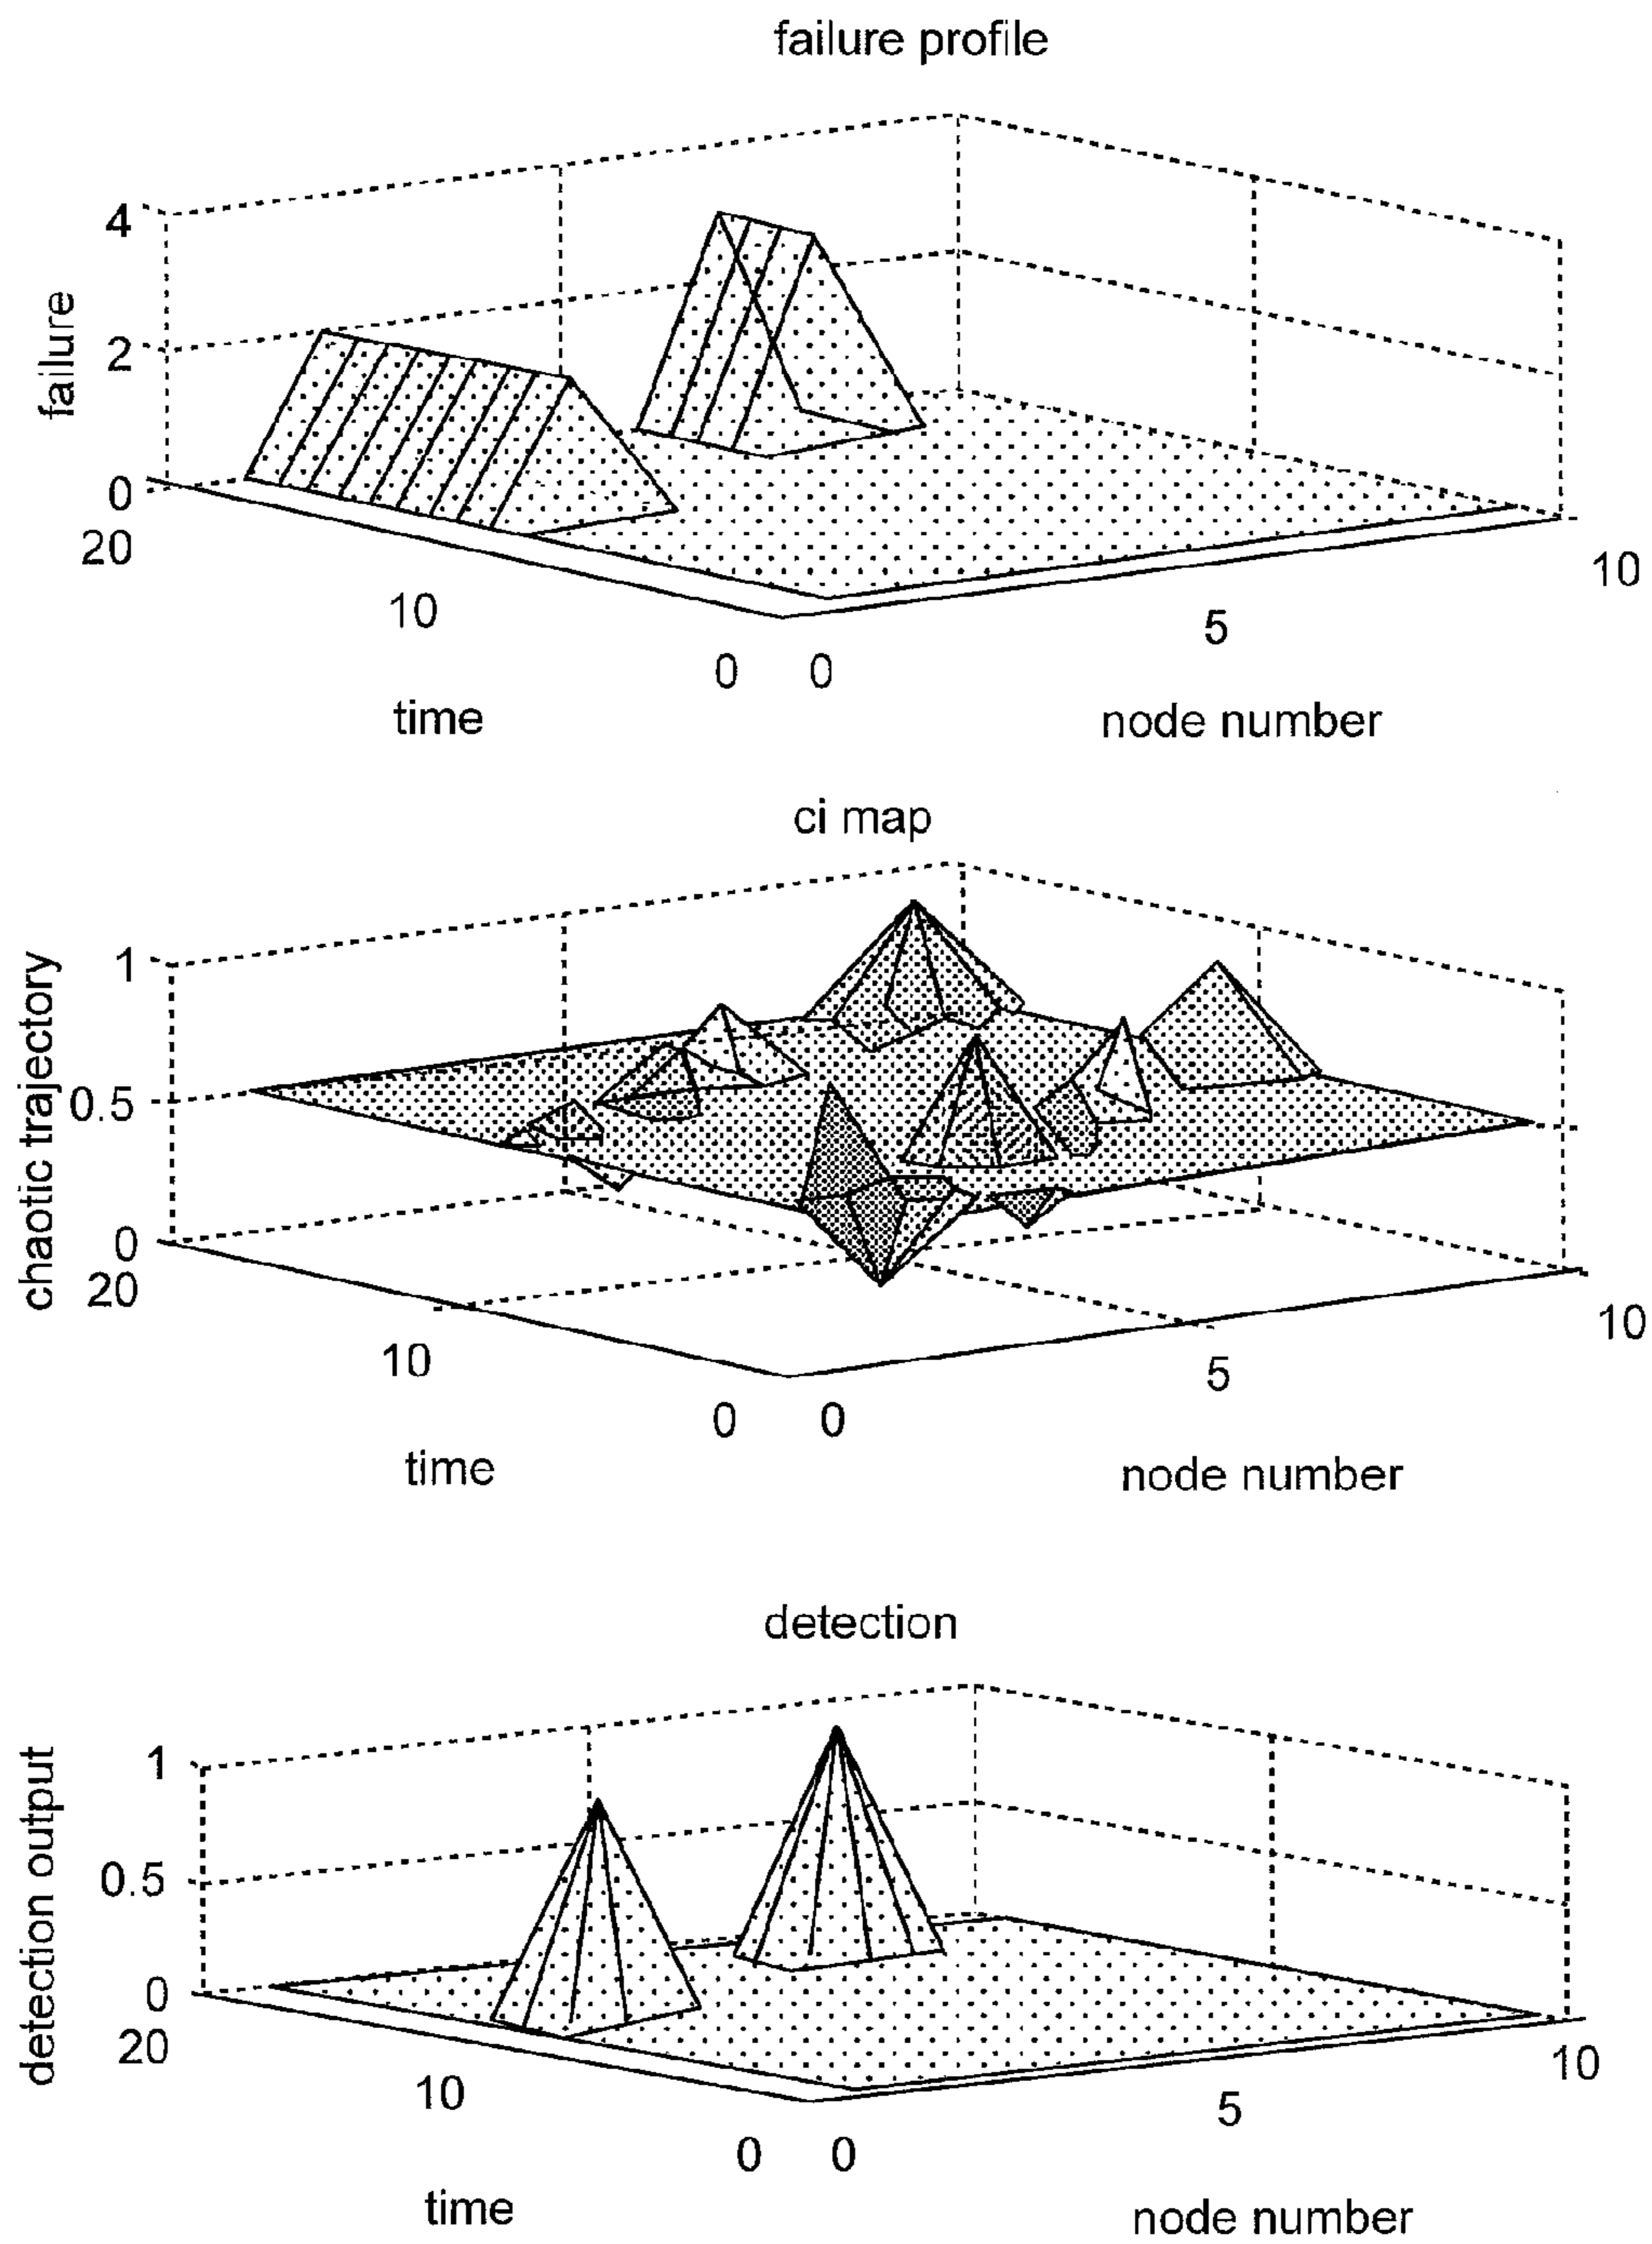 failure profile
4
2
0
failure
20
10
0
0
5
10
time
node number
ci map
1
0.5
0
chaotic trajectory
20
10
0
0
5
10
time
node number
detection
1
0.5
0
detection output
20
10
0
0
5
10
time
node number